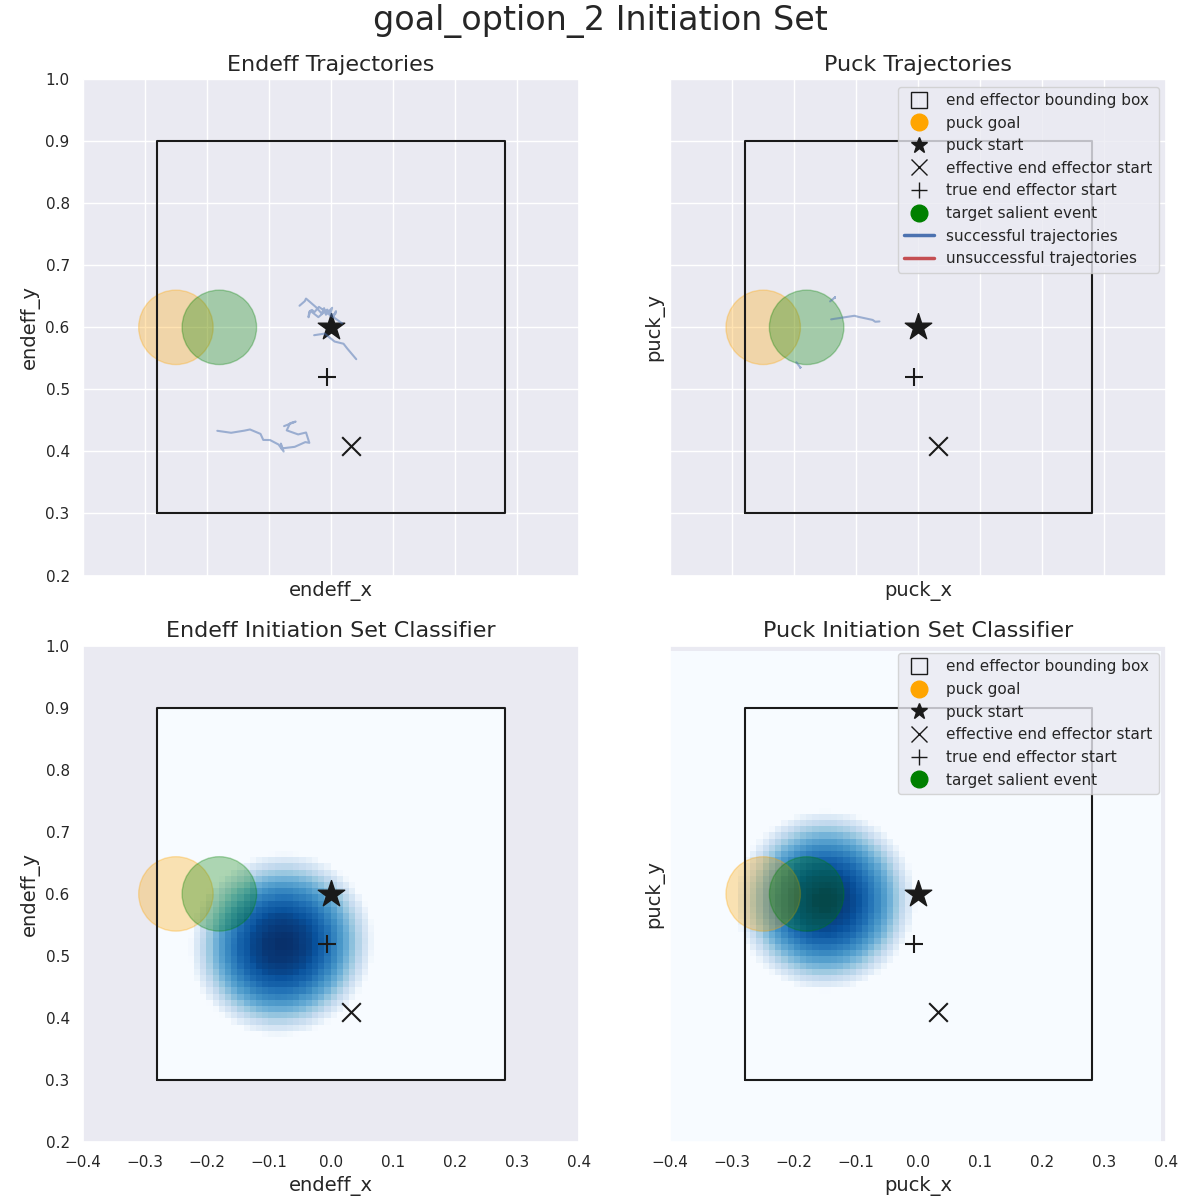 goal_option_2 Initiation Set
Endeff Trajectories
Puck Trajectories
1.0
0.9
0.8
0.7
0.6
0.5
0.4
0.3
0.2
endeff_y
endeff_x
puck_y
puck_x
end effector bounding box
puck goal
puck start
effective end effector start
true end effector start
target salient event
successful trajectories
unsuccessful trajectories
Endeff Initiation Set Classifier
Puck Initiation Set Classifier
1.0
0.9
0.8
0.7
0.6
0.5
0.4
0.3
0.2
endeff_y
−0.4 −0.3 −0.2 −0.1 0.0 0.1 0.2 0.3 0.4
endeff_x
puck_y
end effector bounding box
puck goal
puck start
effective end effector start
true end effector start
target salient event
−0.4 −0.3 −0.2 −0.1 0.0 0.1 0.2 0.3 0.4
puck_x